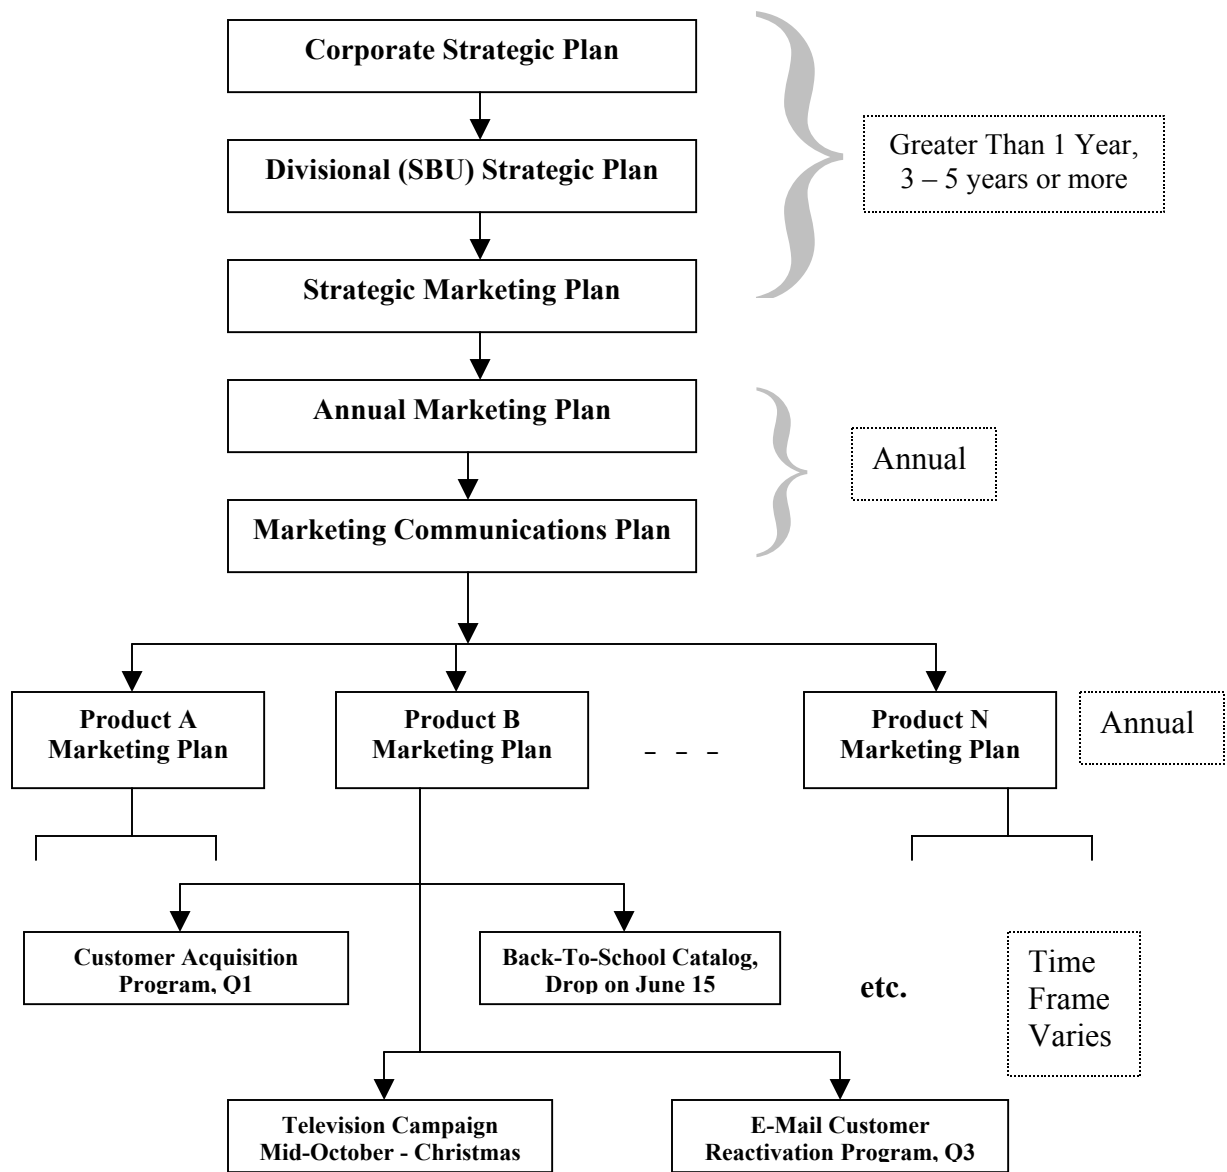 Corporate Strategic Plan
Divisional (SBU) Strategic Plan
Greater Than 1 Year,
3 – 5 years or more
Strategic Marketing Plan
Annual Marketing Plan
Annual
Marketing Communications Plan
Product A
Marketing Plan
Product B
Marketing Plan
– – –
Product N
Marketing Plan
Annual
Customer Acquisition
Program, Q1
Back-To-School Catalog,
Drop on June 15
etc.
Time
Frame
Varies
Television Campaign
Mid-October - Christmas
E-Mail Customer
Reactivation Program, Q3